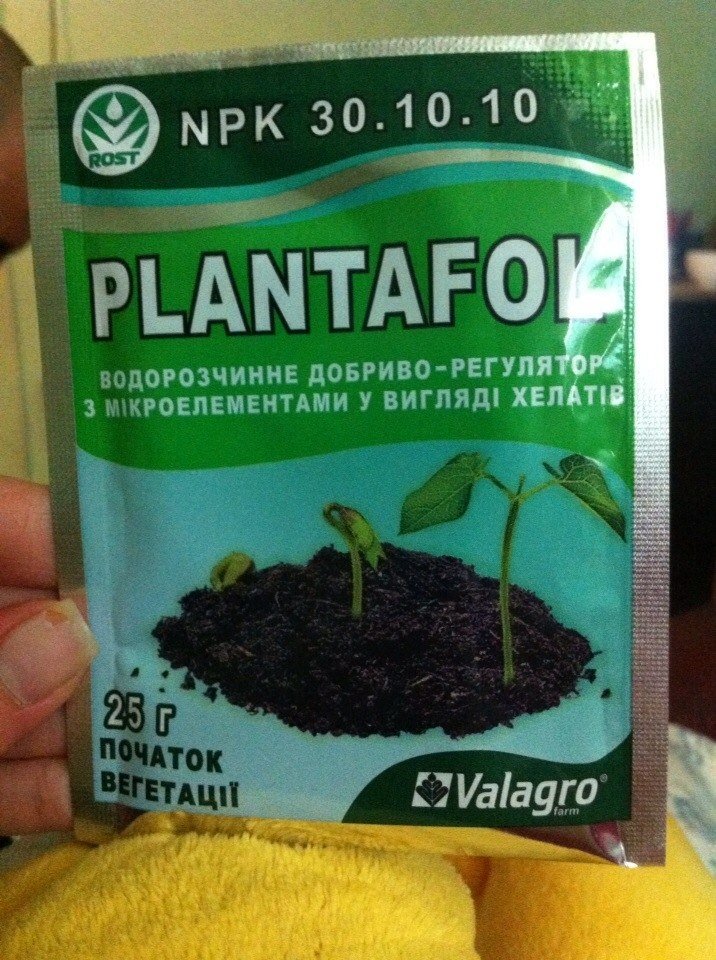 NPK 30.10.10
ROST
PLANTAFOL
ВОДОРОЗЧИННЕ ДОБРИВО-РЕГУЛЯТОР
З МІКРОЕЛЕМЕНТАМИ У ВИГЛЯДІ ХЕЛАТІВ
25 г
ПОЧАТОК
ВЕГЕТАЦІЇ
Valagro®
farm